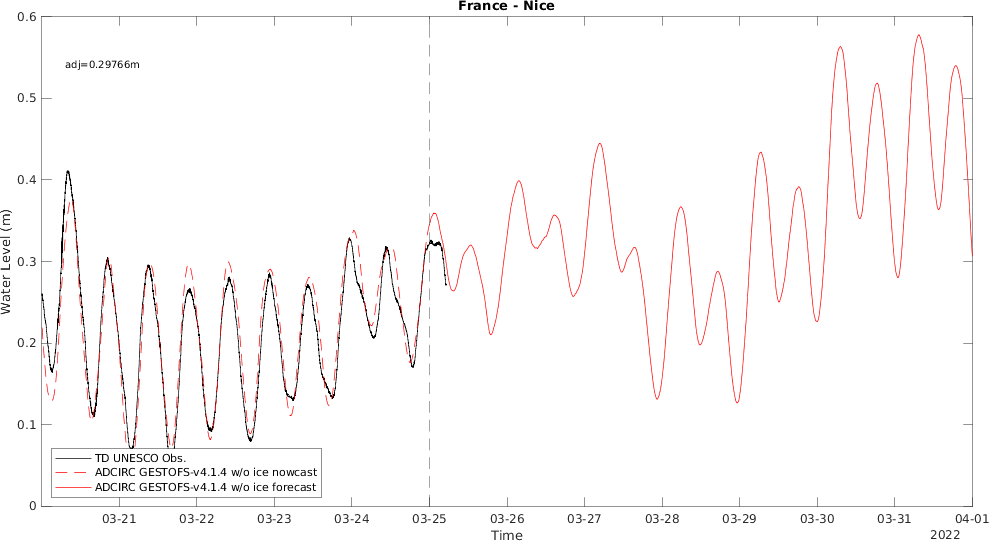 France - Nice
0.6
adj=0.29766m
0.5
0.4
0.3
0.2
0.1
0
Water Level (m)
TD UNESCO Obs.
ADCIRC GESTOFS-v4.1.4 w/o ice nowcast
ADCIRC GESTOFS-v4.1.4 w/o ice forecast
03-21 03-22 03-23 03-24 03-25 03-26 03-27 03-28 03-29 03-30 03-31 04-01
Time
2022